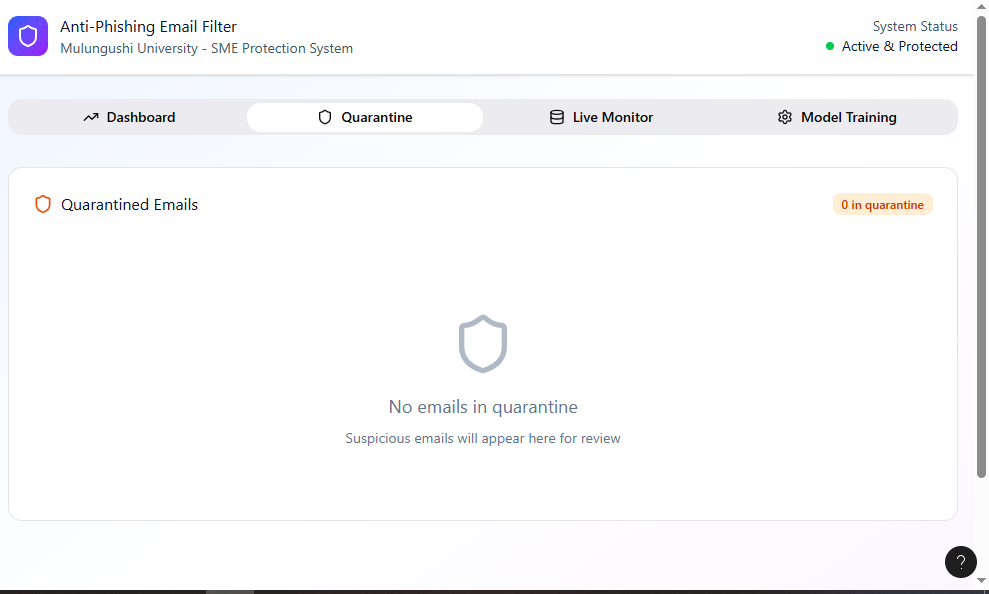 Anti-Phishing Email Filter
Mulungushi University - SME Protection System
System Status
Active & Protected
Dashboard
Quarantine
Live Monitor
Model Training
Quarantined Emails
0 in quarantine
No emails in quarantine
Suspicious emails will appear here for review
?